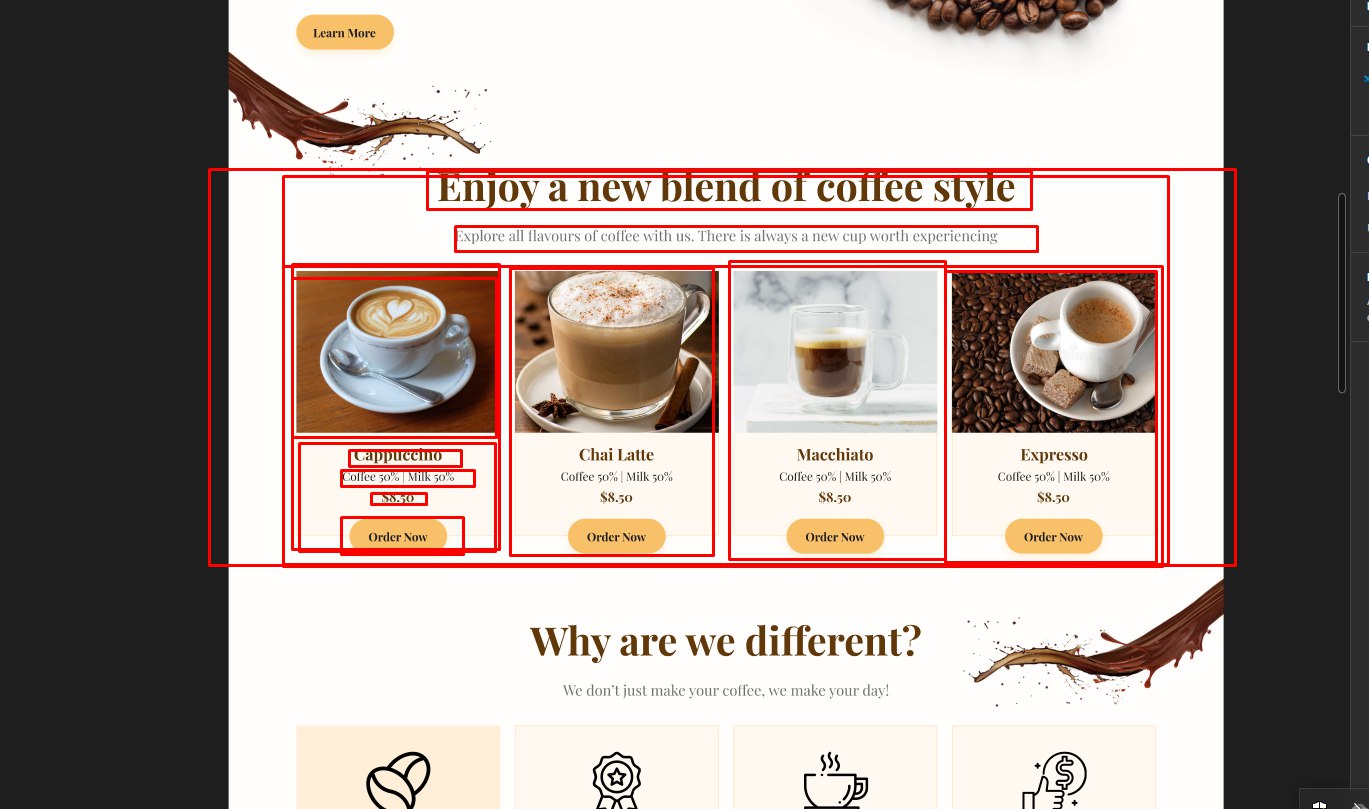 Learn More
Enjoy a new blend of coffee style
Explore all flavours of coffee with us. There is always a new cup worth experiencing
Cappuccino
Coffee 50% | Milk 50%
$8.50
Order Now
Chai Latte
Coffee 50% | Milk 50%
$8.50
Order Now
Macchiato
Coffee 50% | Milk 50%
$8.50
Order Now
Expresso
Coffee 50% | Milk 50%
$8.50
Order Now
Why are we different?
We don’t just make your coffee, we make your day!